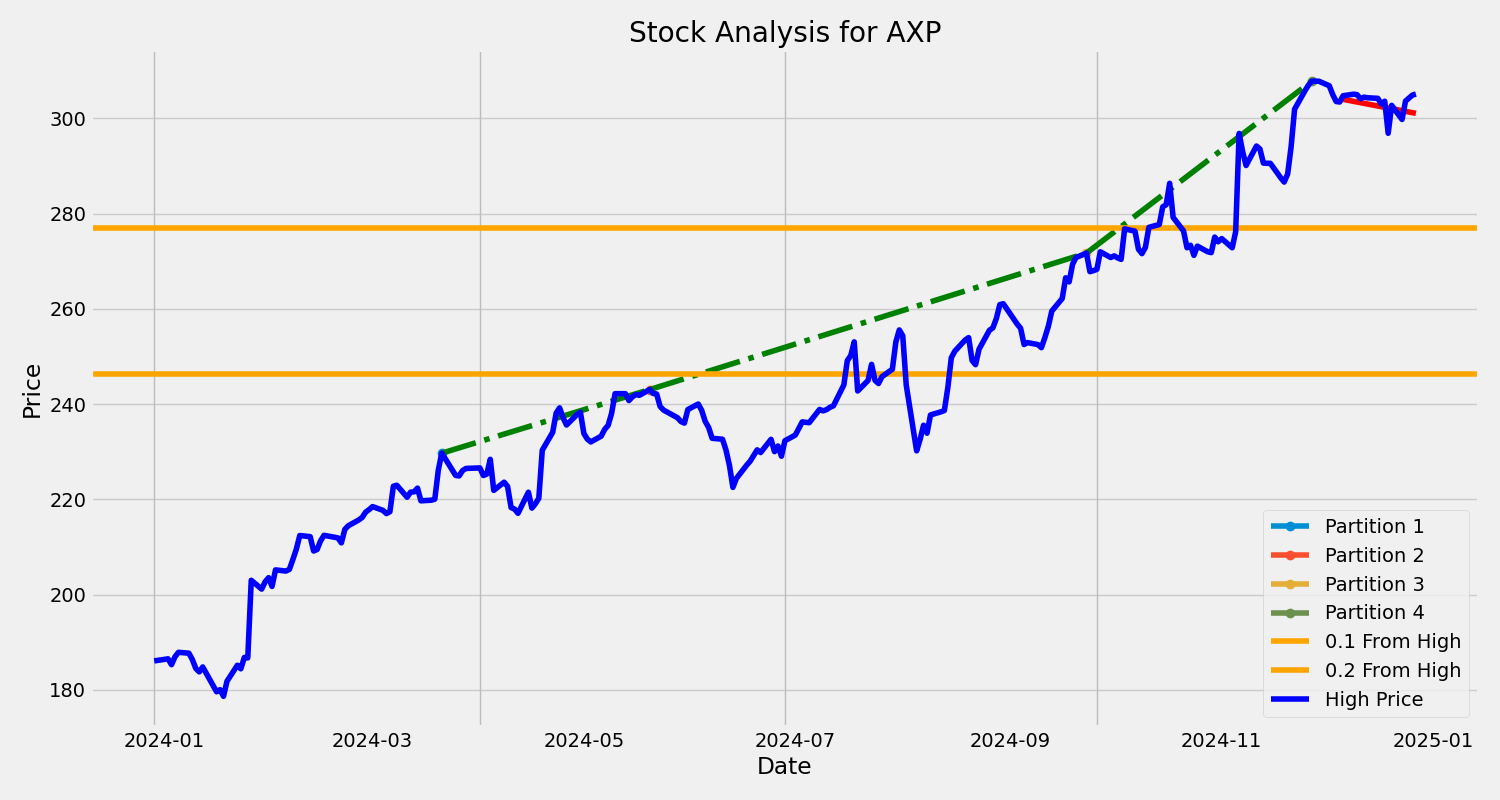 Stock Analysis for AXP
300
280
260
240
220
200
180
Price
2024-01
2024-03
2024-05
2024-07
2024-09
2024-11
2025-01
Date
Partition 1
Partition 2
Partition 3
Partition 4
0.1 From High
0.2 From High
High Price